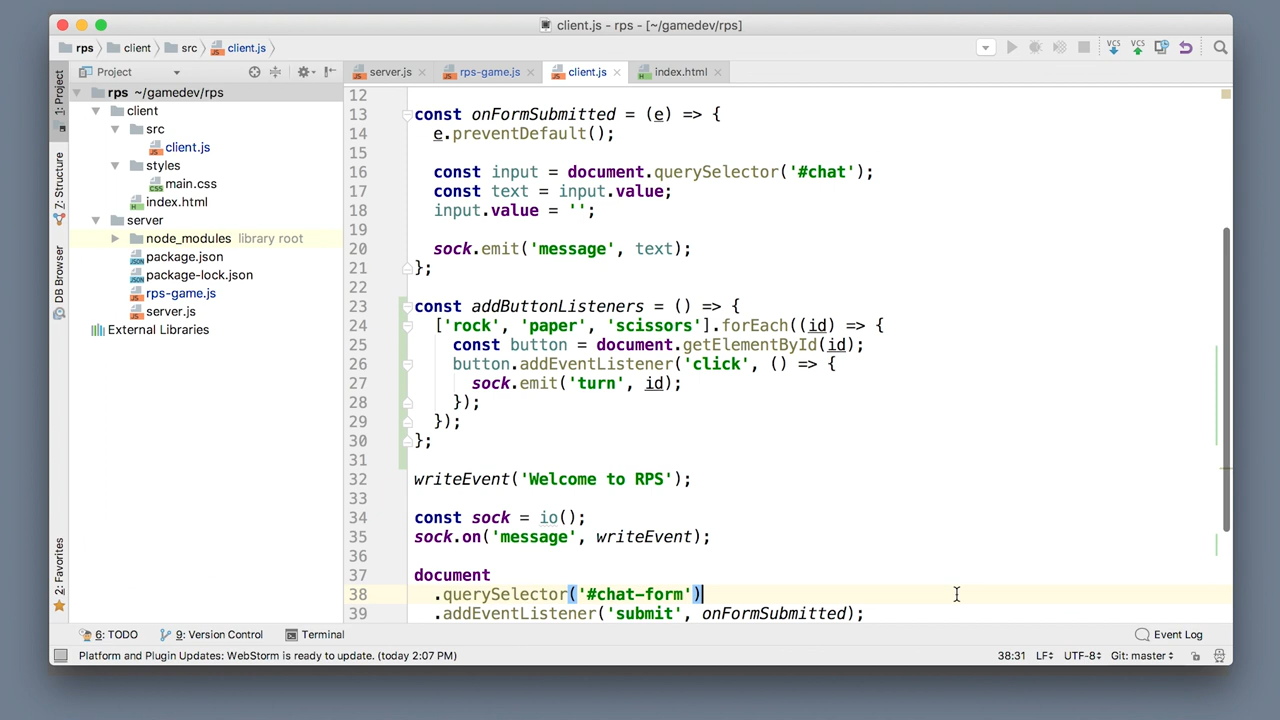 client.js - rps - [~/gamedev/rps]
rps client src client.js
VCS VCS
Project
server.js rps-game.js client.js index.html
1: Project
7: Structure
DB Browser
2: Favorites
rps ~/gamedev/rps
client
src
client.js
styles
main.css
index.html
server
node_modules library root
package.json
package-lock.json
rps-game.js
server.js
External Libraries
12
13 const onFormSubmitted = (e) => {
14 e.preventDefault();
15
16 const input = document.querySelector('#chat');
17 const text = input.value;
18 input.value = '';
19
20 sock.emit('message', text);
21 };
22
23 const addButtonListeners = () => {
24 ['rock', 'paper', 'scissors'].forEach((id) => {
25 const button = document.getElementById(id);
26 button.addEventListener('click', () => {
27 sock.emit('turn', id);
28 });
29 });
30 };
31
32 writeEvent('Welcome to RPS');
33
34 const sock = io();
35 sock.on('message', writeEvent);
36
37 document
38 .querySelector('#chat-form')
39 .addEventListener('submit', onFormSubmitted);
6: TODO 9: Version Control Terminal Event Log
Platform and Plugin Updates: WebStorm is ready to update. (today 2:07 PM) 38:31 LF UTF-8 Git: master